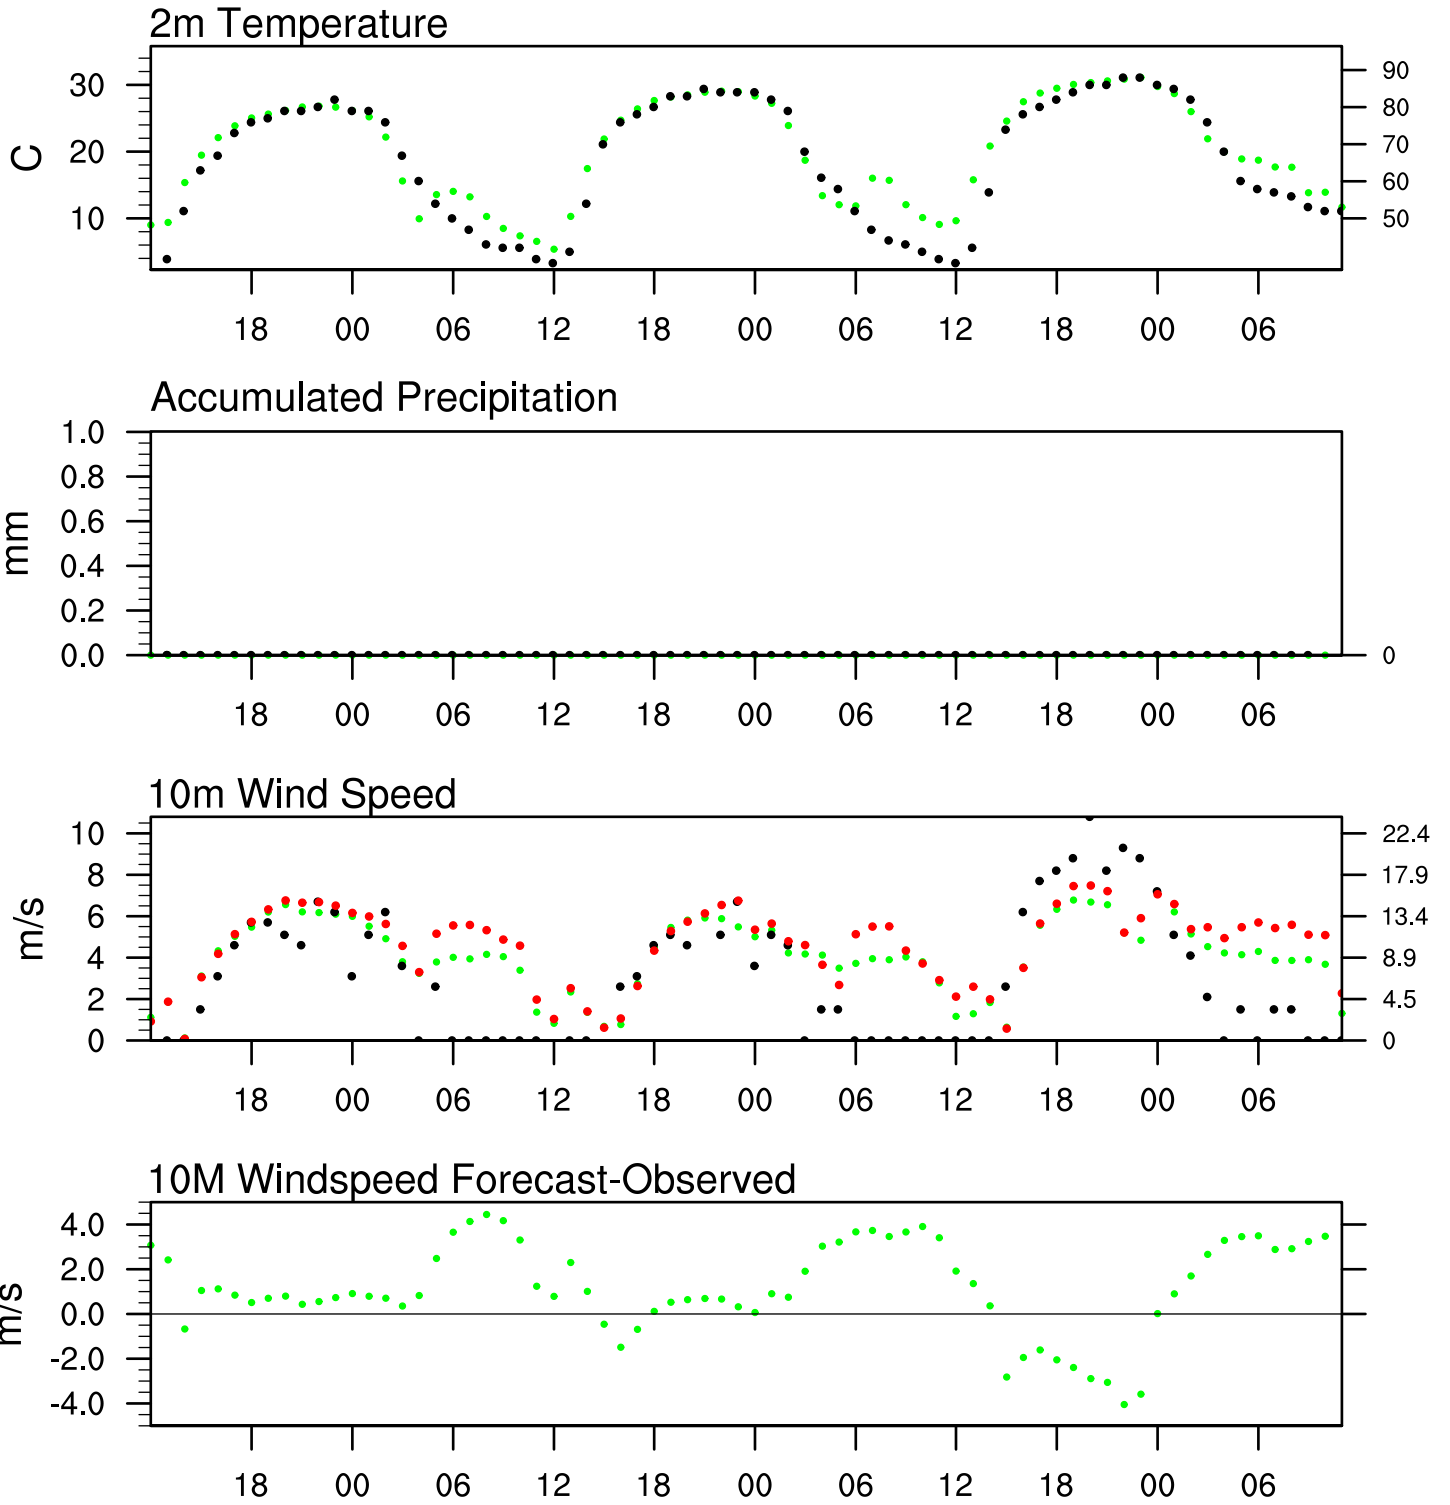 2m Temperature
30
20
10
C
90
80
70
60
50
18 00 06 12 18 00 06 12 18 00 06
Accumulated Precipitation
1.0
0.8
0.6
0.4
0.2
0.0
mm
0
18 00 06 12 18 00 06 12 18 00 06
10m Wind Speed
10
8
6
4
2
0
m/s
22.4
17.9
13.4
8.9
4.5
0
18 00 06 12 18 00 06 12 18 00 06
10M Windspeed Forecast-Observed
4.0
2.0
0.0
-2.0
-4.0
m/s
18 00 06 12 18 00 06 12 18 00 06